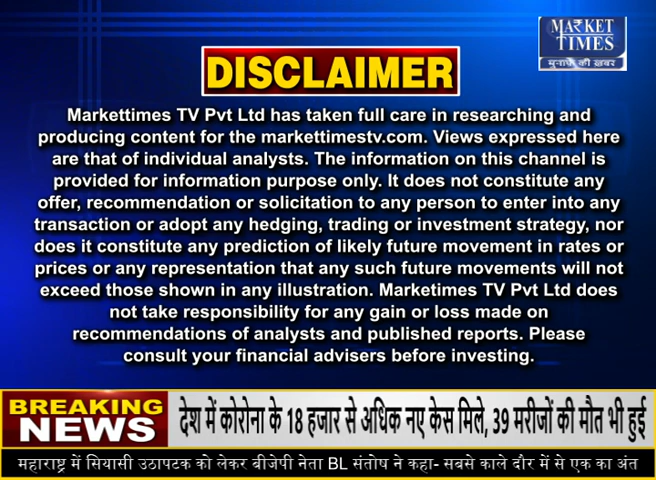 MARKET
TIMES
मुनाफे की खबर
DISCLAIMER
Markettimes TV Pvt Ltd has taken full care in researching and
producing content for the markettimestv.com. Views expressed here
are that of individual analysts. The information on this channel is
provided for information purpose only. It does not constitute any
offer, recommendation or solicitation to any person to enter into any
transaction or adopt any hedging, trading or investment strategy, nor
does it constitute any prediction of likely future movement in rates or
prices or any representation that any such future movements will not
exceed those shown in any illustration. Marketimes TV Pvt Ltd does
not take responsibility for any gain or loss made on
recommendations of analysts and published reports. Please
consult your financial advisers before investing.
BREAKING
NEWS
देश में कोरोना के 18 हजार से अधिक नए केस मिले, 39 मरीजों की मौत भी हुई
महाराष्ट्र में सियासी उठापटक को लेकर बीजेपी नेता BL संतोष ने कहा- सबसे काले दौर में से एक का अंत